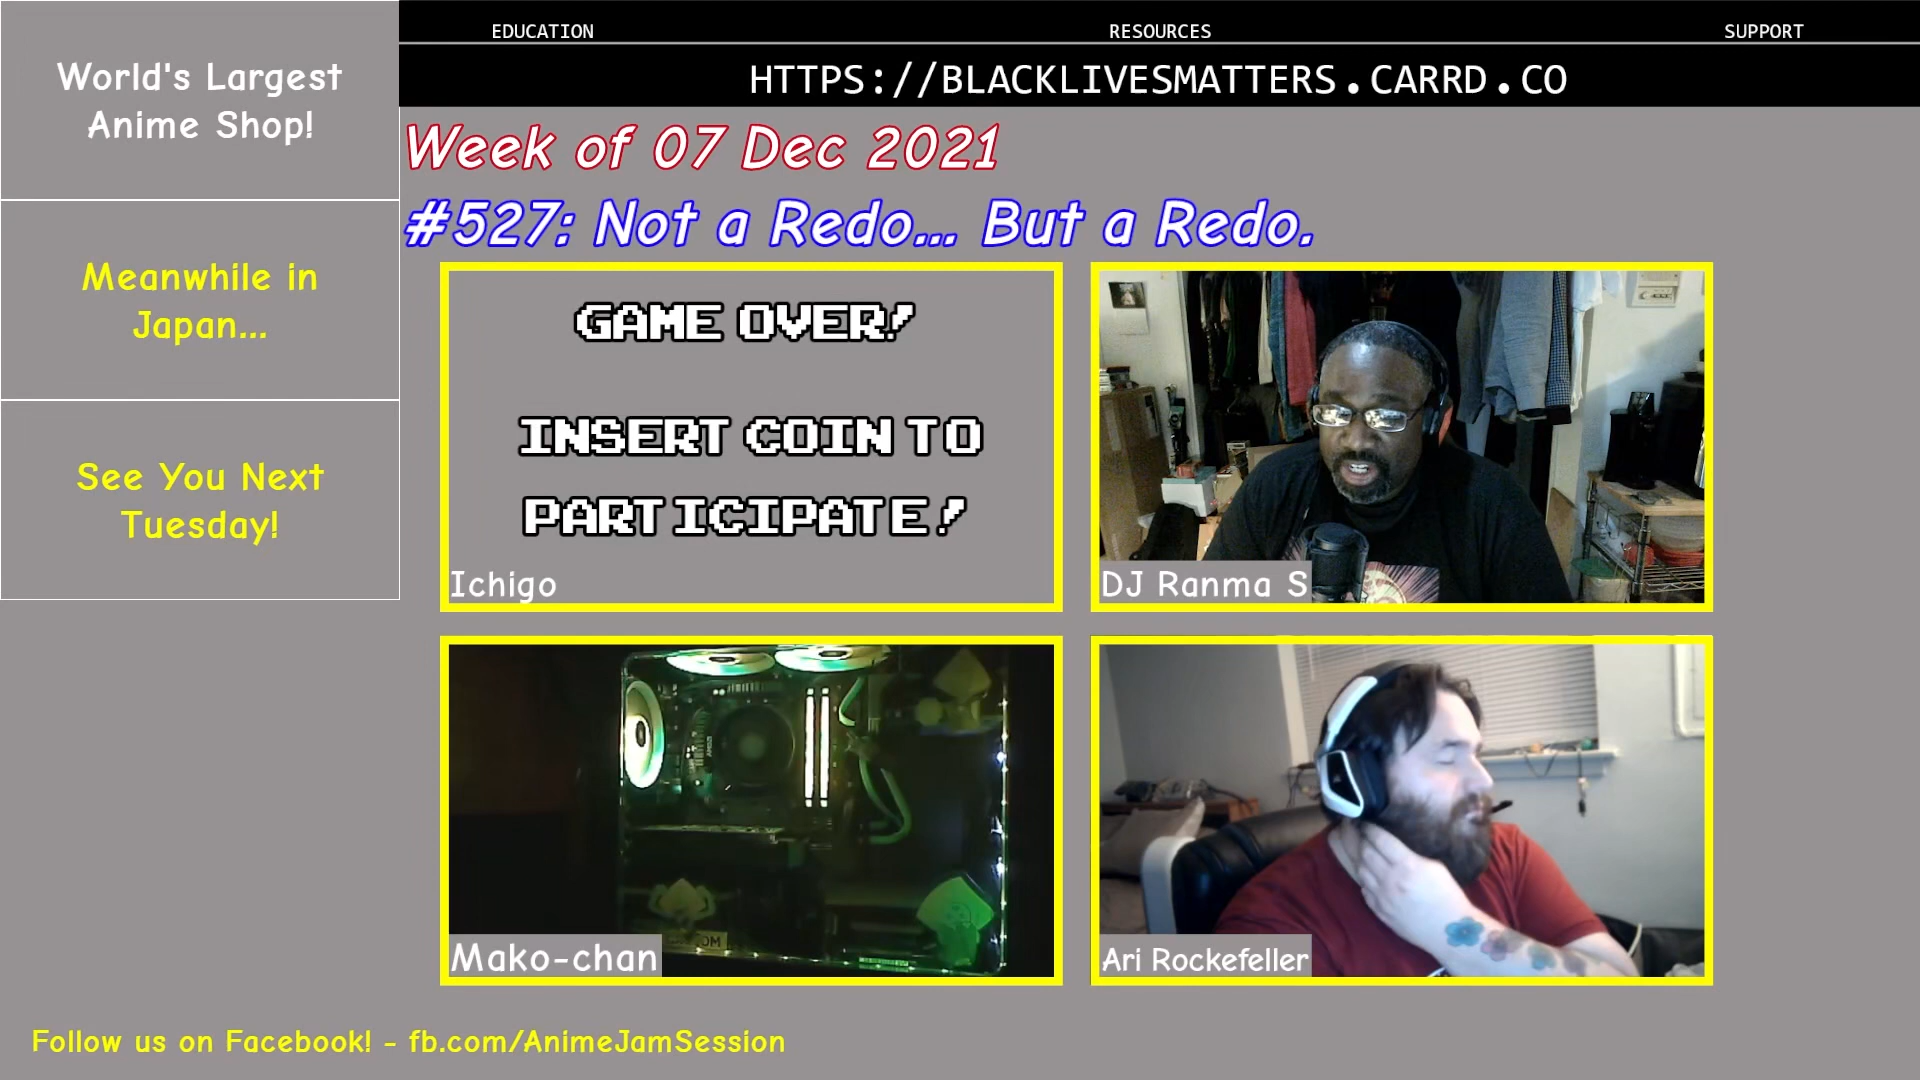 EDUCATION RESOURCES SUPPORT
HTTPS://BLACKLIVESMATTERS.CARRD.CO
World's Largest
Anime Shop!
Meanwhile in
Japan...
See You Next
Tuesday!
Week of 07 Dec 2021
#527: Not a Redo... But a Redo.
GAME OVER!
INSERT COIN TO
PARTICIPATE!
Ichigo
DJ Ranma S
Mako-chan
Ari Rockefeller
Follow us on Facebook! - fb.com/AnimeJamSession